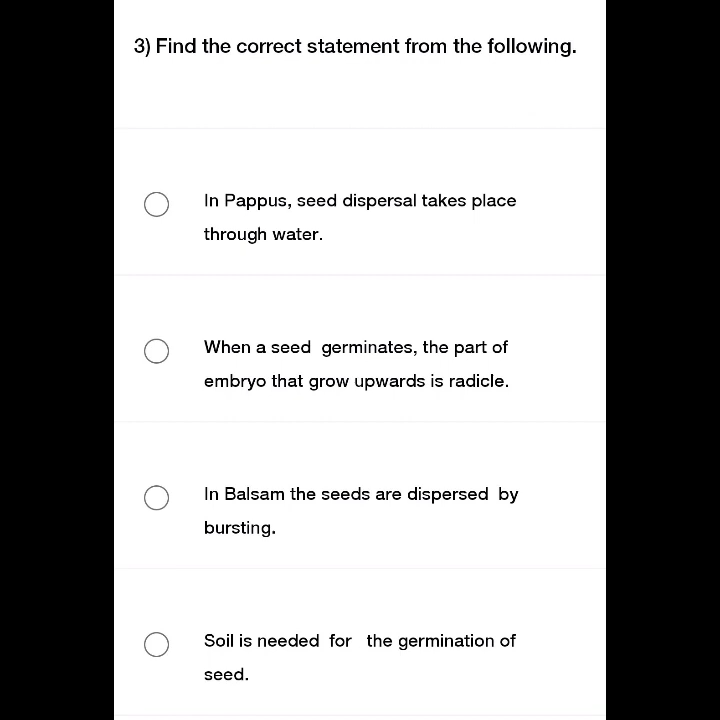 3) Find the correct statement from the following.
In Pappus, seed dispersal takes place
through water.
When a seed germinates, the part of
embryo that grow upwards is radicle.
In Balsam the seeds are dispersed by
bursting.
Soil is needed for the germination of
seed.